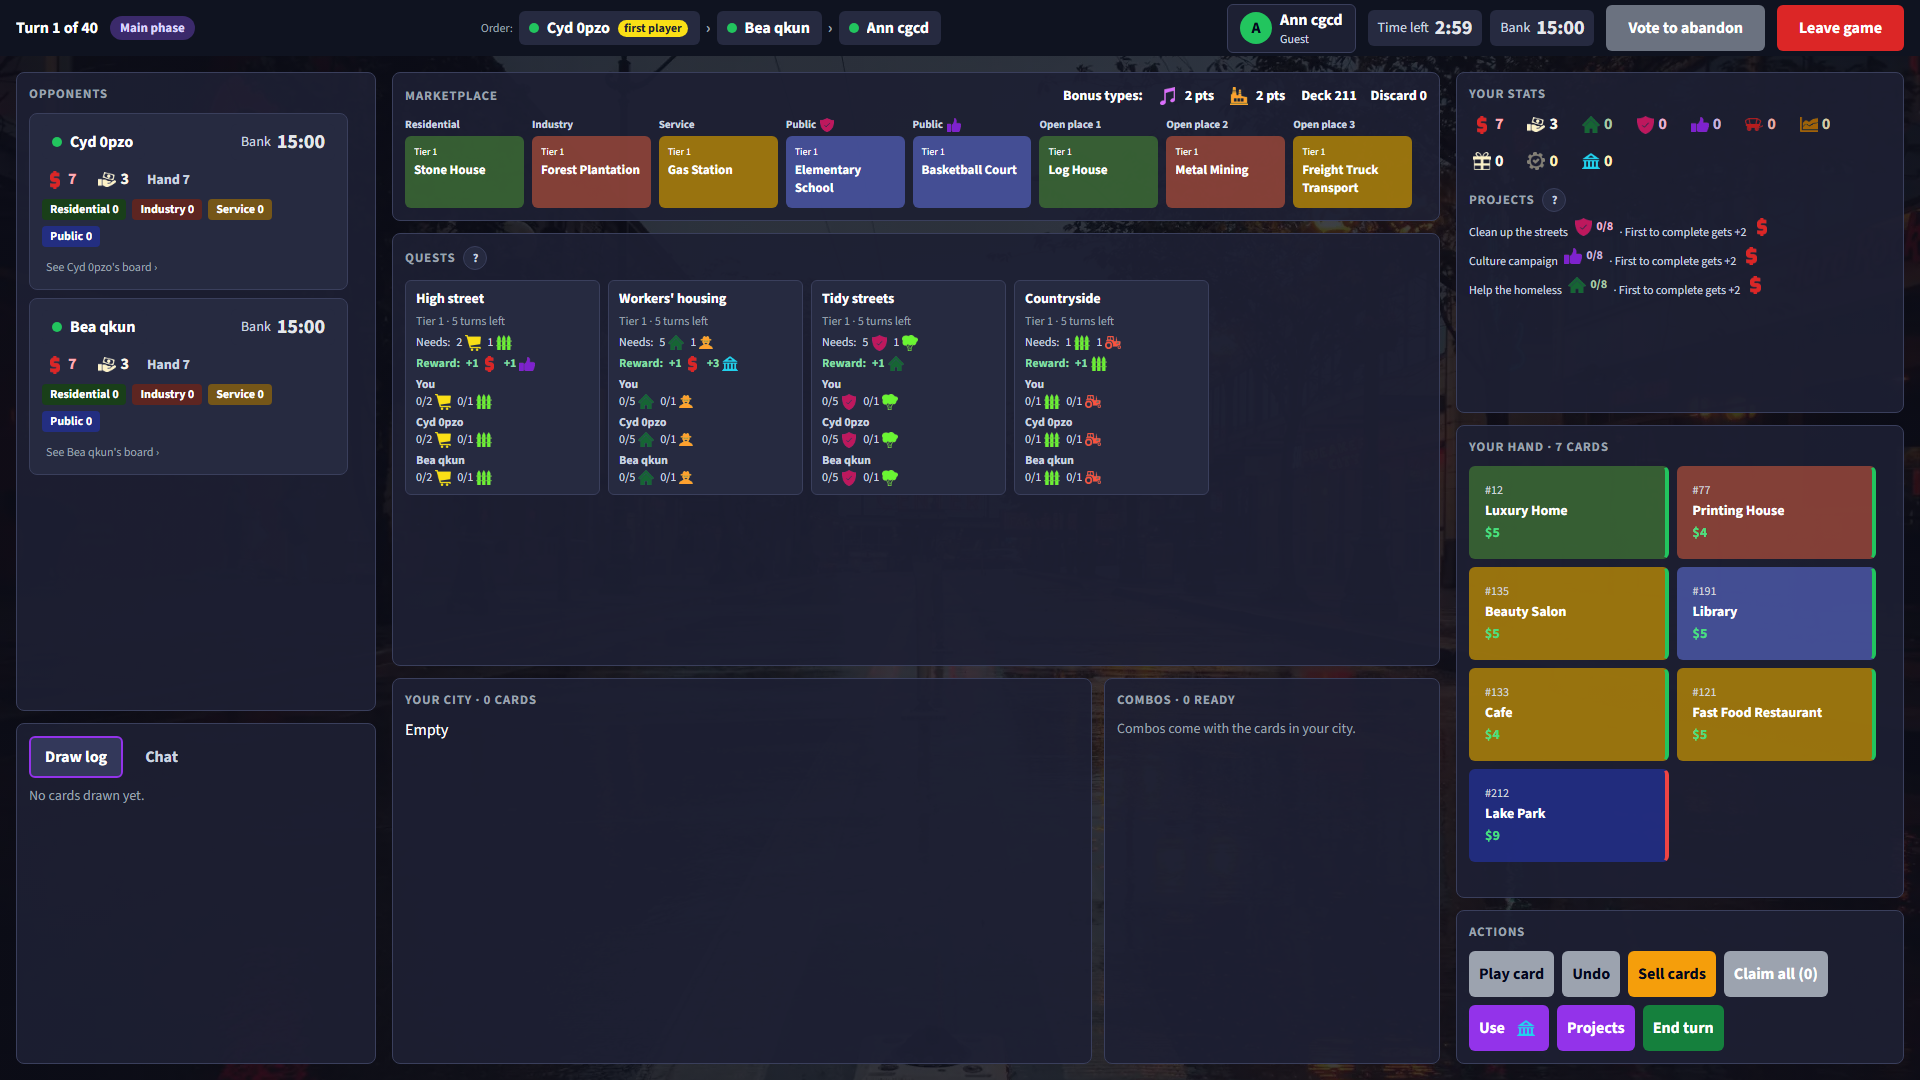 Turn 1 of 40 Main phase
Order: Cyd 0pzo first player › Bea qkun › Ann cgcd
A Ann cgcd
Guest
Time left 2:59
Bank 15:00
Vote to abandon
Leave game
OPPONENTS
Cyd 0pzo Bank 15:00
7 3 Hand 7
Residential 0 Industry 0 Service 0
Public 0
See Cyd 0pzo's board ›
Bea qkun Bank 15:00
7 3 Hand 7
Residential 0 Industry 0 Service 0
Public 0
See Bea qkun's board ›
Draw log Chat
No cards drawn yet.
MARKETPLACE
Bonus types: 2 pts 2 pts Deck 211 Discard 0
Residential Industry Service Public Public Open place 1 Open place 2 Open place 3
Tier 1
Stone House
Tier 1
Forest Plantation
Tier 1
Gas Station
Tier 1
Elementary
School
Tier 1
Basketball Court
Tier 1
Log House
Tier 1
Metal Mining
Tier 1
Freight Truck
Transport
QUESTS ?
High street
Tier 1 · 5 turns left
Needs: 2 1
Reward: +1 +1
You
0/2 0/1
Cyd 0pzo
0/2 0/1
Bea qkun
0/2 0/1
Workers' housing
Tier 1 · 5 turns left
Needs: 5 1
Reward: +1 +3
You
0/5 0/1
Cyd 0pzo
0/5 0/1
Bea qkun
0/5 0/1
Tidy streets
Tier 1 · 5 turns left
Needs: 5 1
Reward: +1
You
0/5 0/1
Cyd 0pzo
0/5 0/1
Bea qkun
0/5 0/1
Countryside
Tier 1 · 5 turns left
Needs: 1 1
Reward: +1
You
0/1 0/1
Cyd 0pzo
0/1 0/1
Bea qkun
0/1 0/1
YOUR CITY · 0 CARDS
Empty
COMBOS · 0 READY
Combos come with the cards in your city.
YOUR STATS
7 3 0 0 0 0 0
0 0 0
PROJECTS ?
Clean up the streets 0/8 · First to complete gets +2
Culture campaign 0/8 · First to complete gets +2
Help the homeless 0/8 · First to complete gets +2
YOUR HAND · 7 CARDS
#12
Luxury Home
$5
#77
Printing House
$4
#135
Beauty Salon
$5
#191
Library
$5
#133
Cafe
$4
#121
Fast Food Restaurant
$5
#212
Lake Park
$9
ACTIONS
Play card Undo Sell cards Claim all (0)
Use Projects End turn